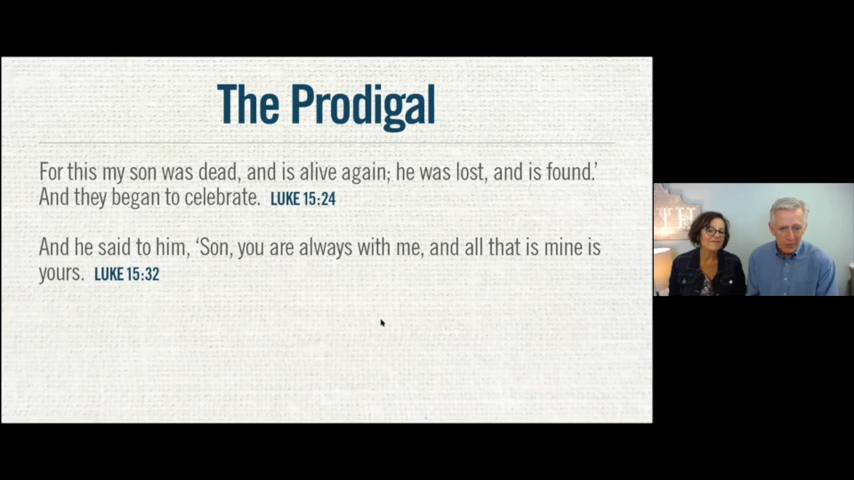 The Prodigal
For this my son was dead, and is alive again; he was lost, and is found.’
And they began to celebrate. LUKE 15:24
And he said to him, ‘Son, you are always with me, and all that is mine is
yours. LUKE 15:32